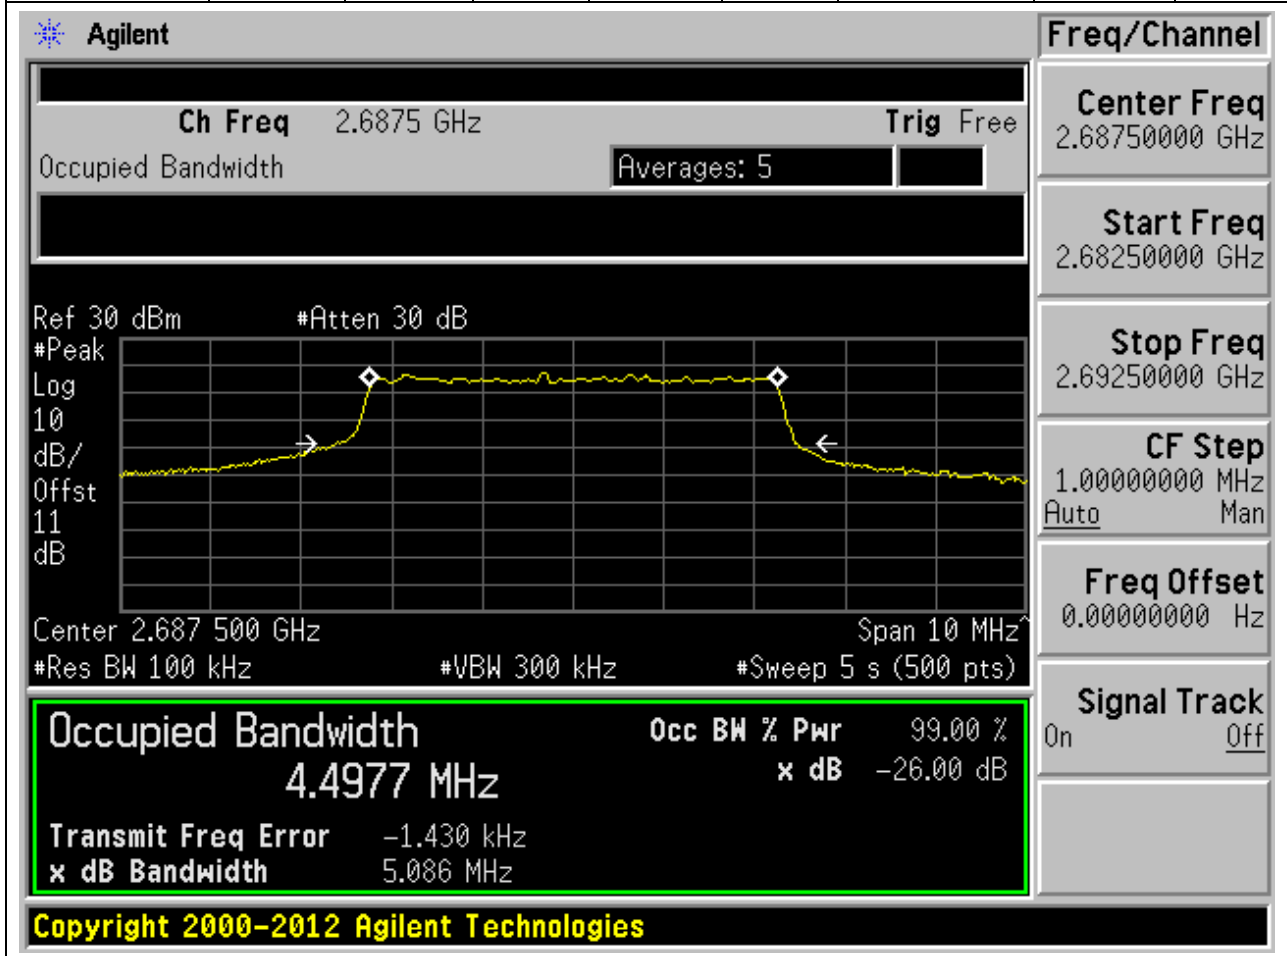 Agilent
Freq/Channel
Ch Freq 2.6875 GHz Trig Free
Occupied Bandwidth Averages: 5
Center Freq
2.68750000 GHz
Start Freq
2.68250000 GHz
Stop Freq
2.69250000 GHz
CF Step
1.00000000 MHz
Auto Man
Freq Offset
0.00000000 Hz
Signal Track
On Off
Ref 30 dBm #Atten 30 dB
#Peak
Log
10
dB/
Offst
11
dB
Center 2.687 500 GHz Span 10 MHz^
#Res BW 100 kHz #VBW 300 kHz #Sweep 5 s (500 pts)
Occupied Bandwidth Occ BW % Pwr 99.00 %
4.4977 MHz x dB -26.00 dB
Transmit Freq Error -1.430 kHz
x dB Bandwidth 5.086 MHz
Copyright 2000-2012 Agilent Technologies